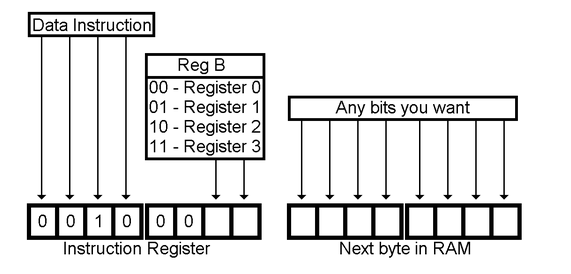 Data Instruction
Reg B
00 - Register 0
01 - Register 1
10 - Register 2
11 - Register 3
Any bits you want
0 0 1 0 0 0
Instruction Register
Next byte in RAM